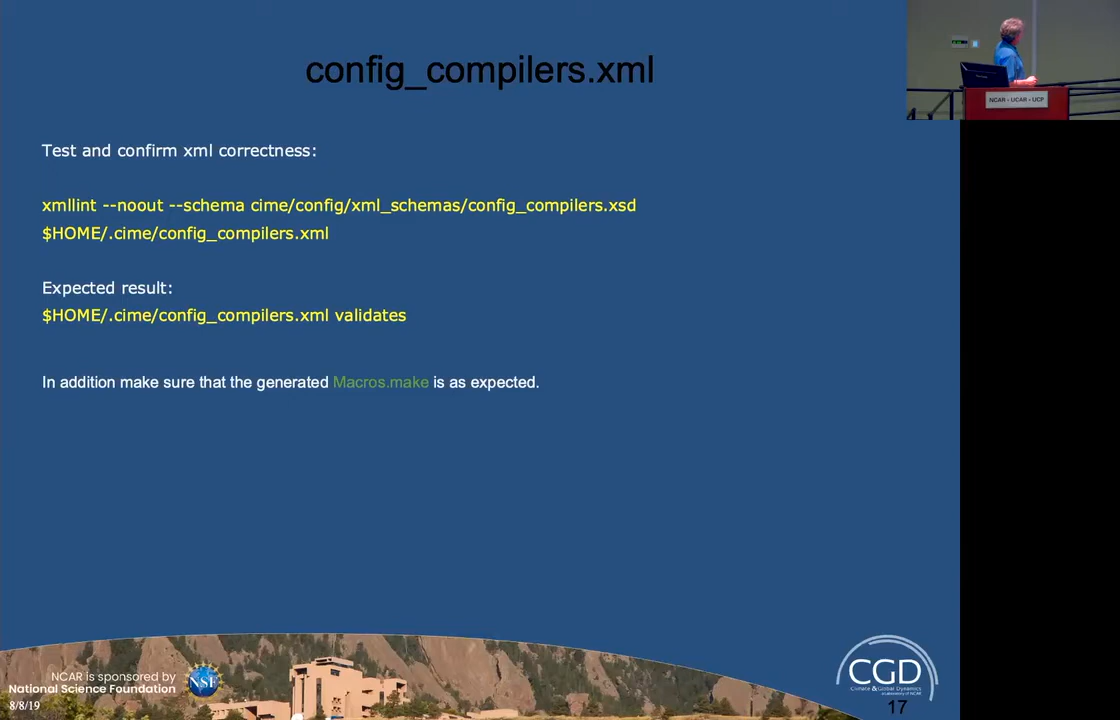 config_compilers.xml
NCAR • UCAR • UCP
Test and confirm xml correctness:
xmllint --noout --schema cime/config/xml_schemas/config_compilers.xsd
$HOME/.cime/config_compilers.xml
Expected result:
$HOME/.cime/config_compilers.xml validates
In addition make sure that the generated Macros.make is as expected.
NCAR is sponsored by
National Science Foundation
NSF
8/8/19
CGD
Climate & Global Dynamics
17